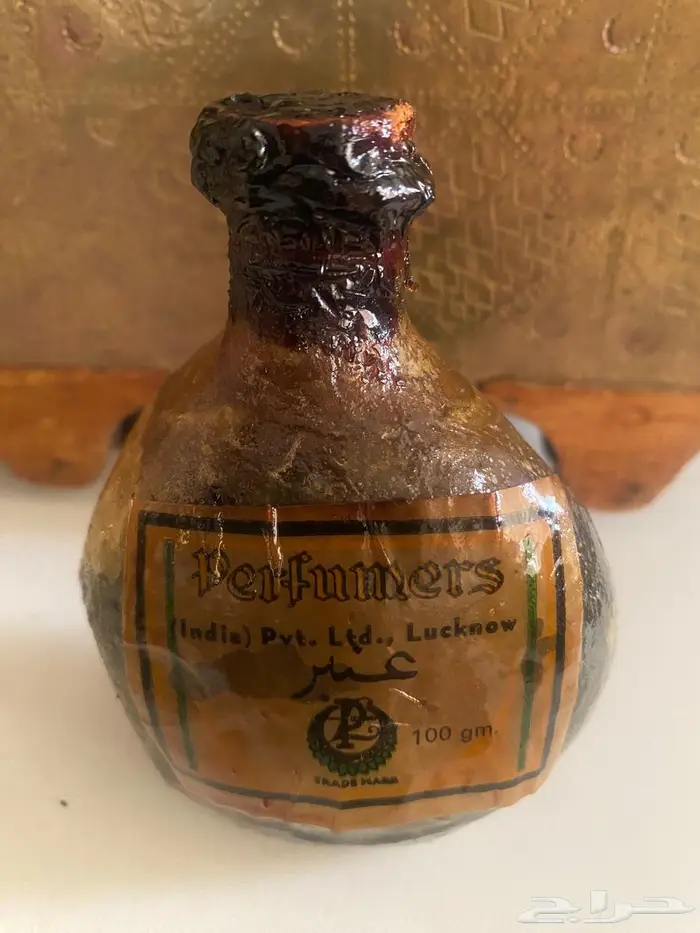 Perfumers
(India) Pvt. Ltd., Lucknow
عنبر
100 gm.
TRADE MARK
حراج